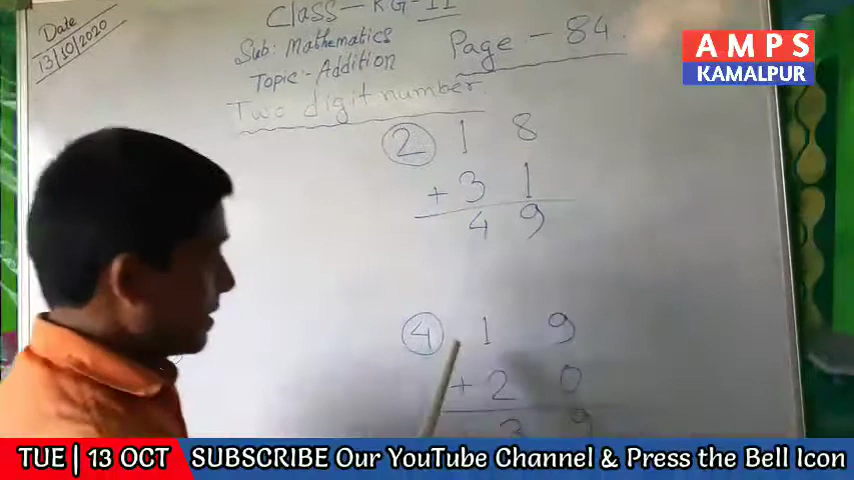 Date
13/10/2020
Class - KG - II
Sub: Mathematics
Page - 84.
Topic - Addition
Two digit number
AMPS
KAMALPUR
② 1 8
+ 3 1
4 9
④ 1 9
+ 2 0
3 9
TUE | 13 OCT SUBSCRIBE Our YouTube Channel & Press the Bell Icon